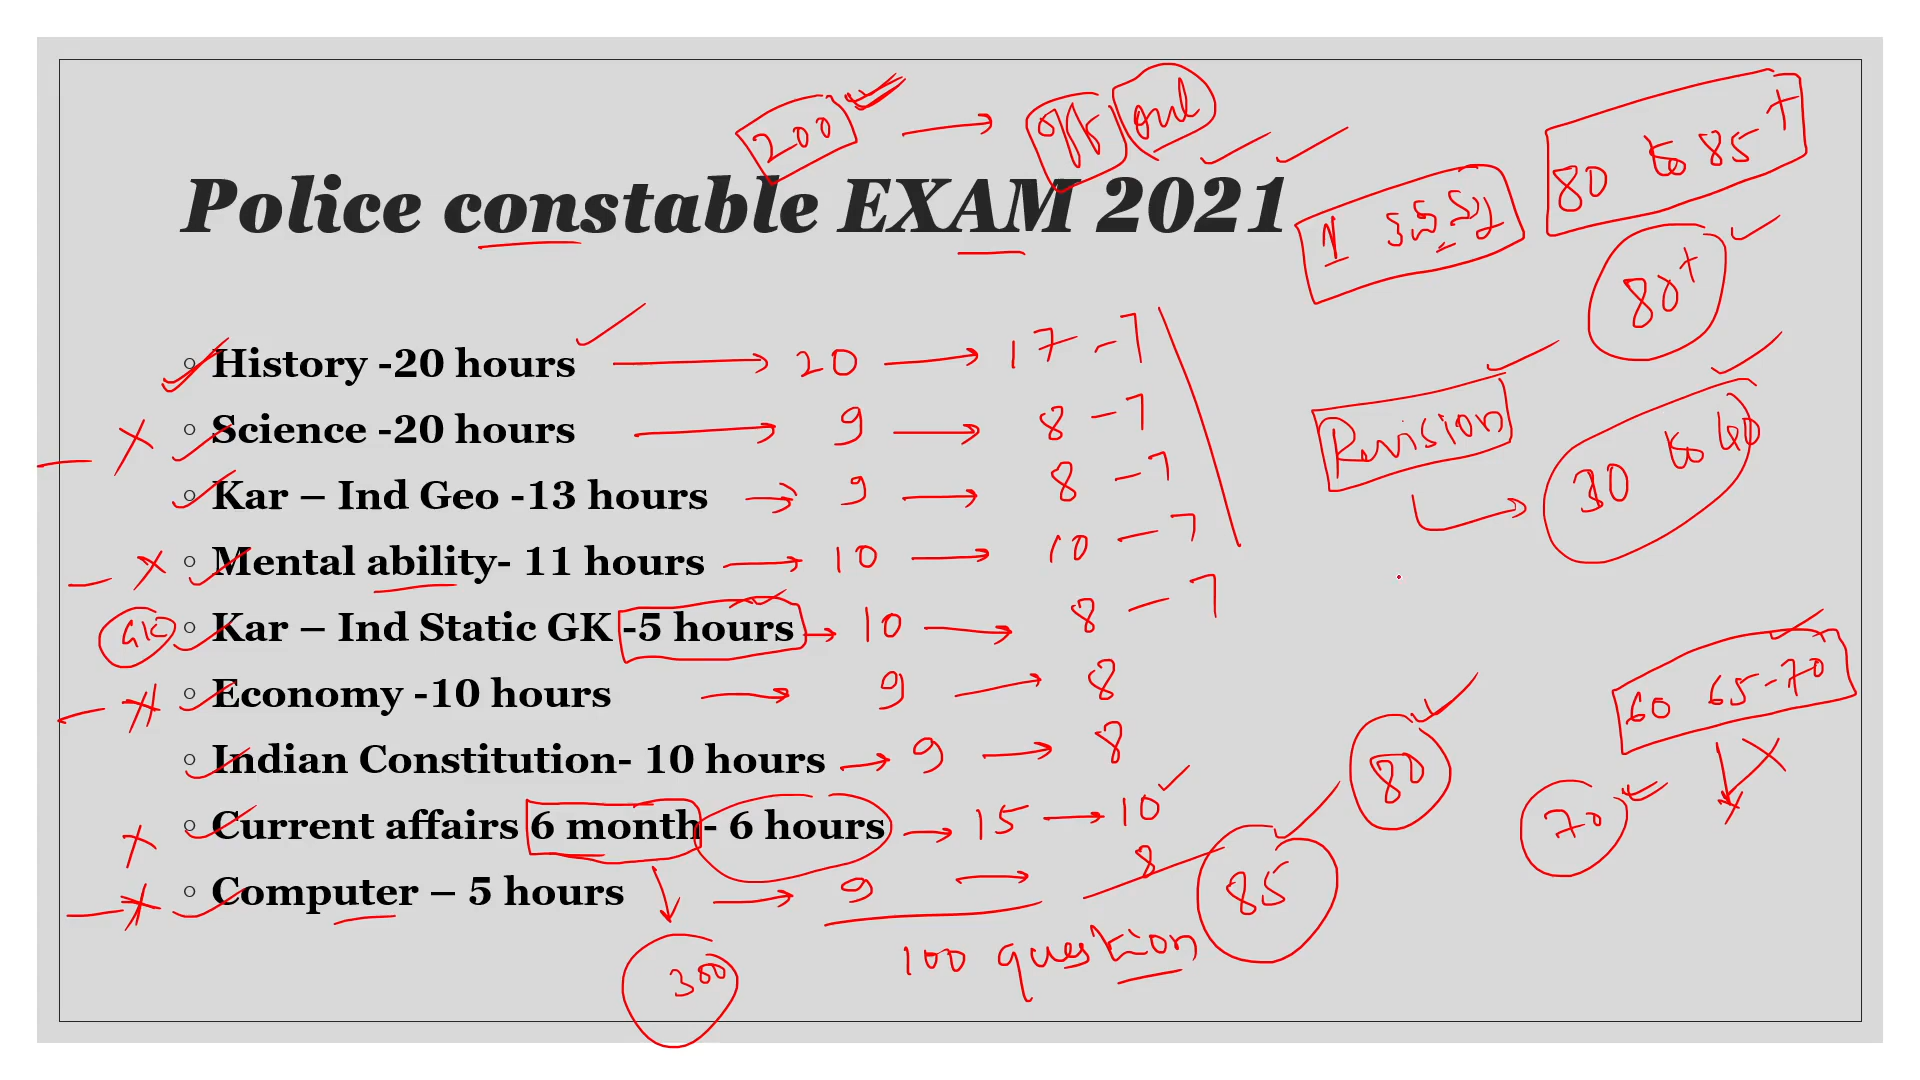 200 → and
Police constable EXAM 2021
80 to 85+
80+
◦ History -20 hours → 20 → 17 - 7
◦ Science -20 hours → 9 → 8 - 7
Revision
30 to 40
◦ Kar – Ind Geo -13 hours → 9 → 8 - 7
◦ Mental ability- 11 hours → 10 → 10 - 7
GK ◦ Kar – Ind Static GK -5 hours → 10 → 8 - 7
60 65-70
◦ Economy -10 hours → 9 → 8
◦ Indian Constitution- 10 hours → 9 → 8
80
70
◦ Current affairs 6 month- 6 hours → 15 → 10
◦ Computer – 5 hours → 9 → 8
85
100 question
300